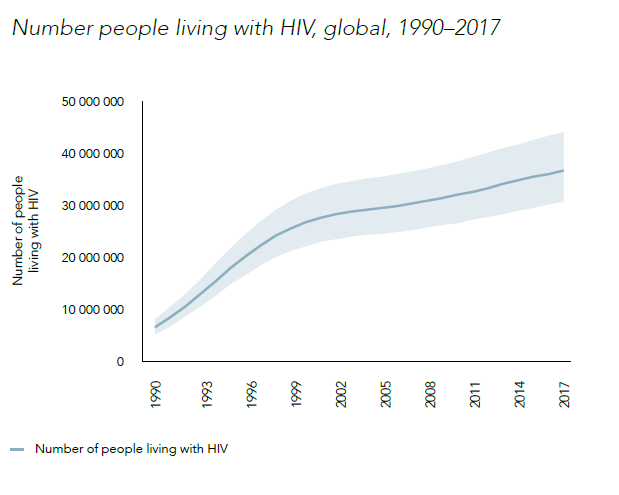 Number people living with HIV, global, 1990–2017
50 000 000
40 000 000
30 000 000
20 000 000
10 000 000
0
Number of people
living with HIV
1990
1993
1996
1999
2002
2005
2008
2011
2014
2017
Number of people living with HIV